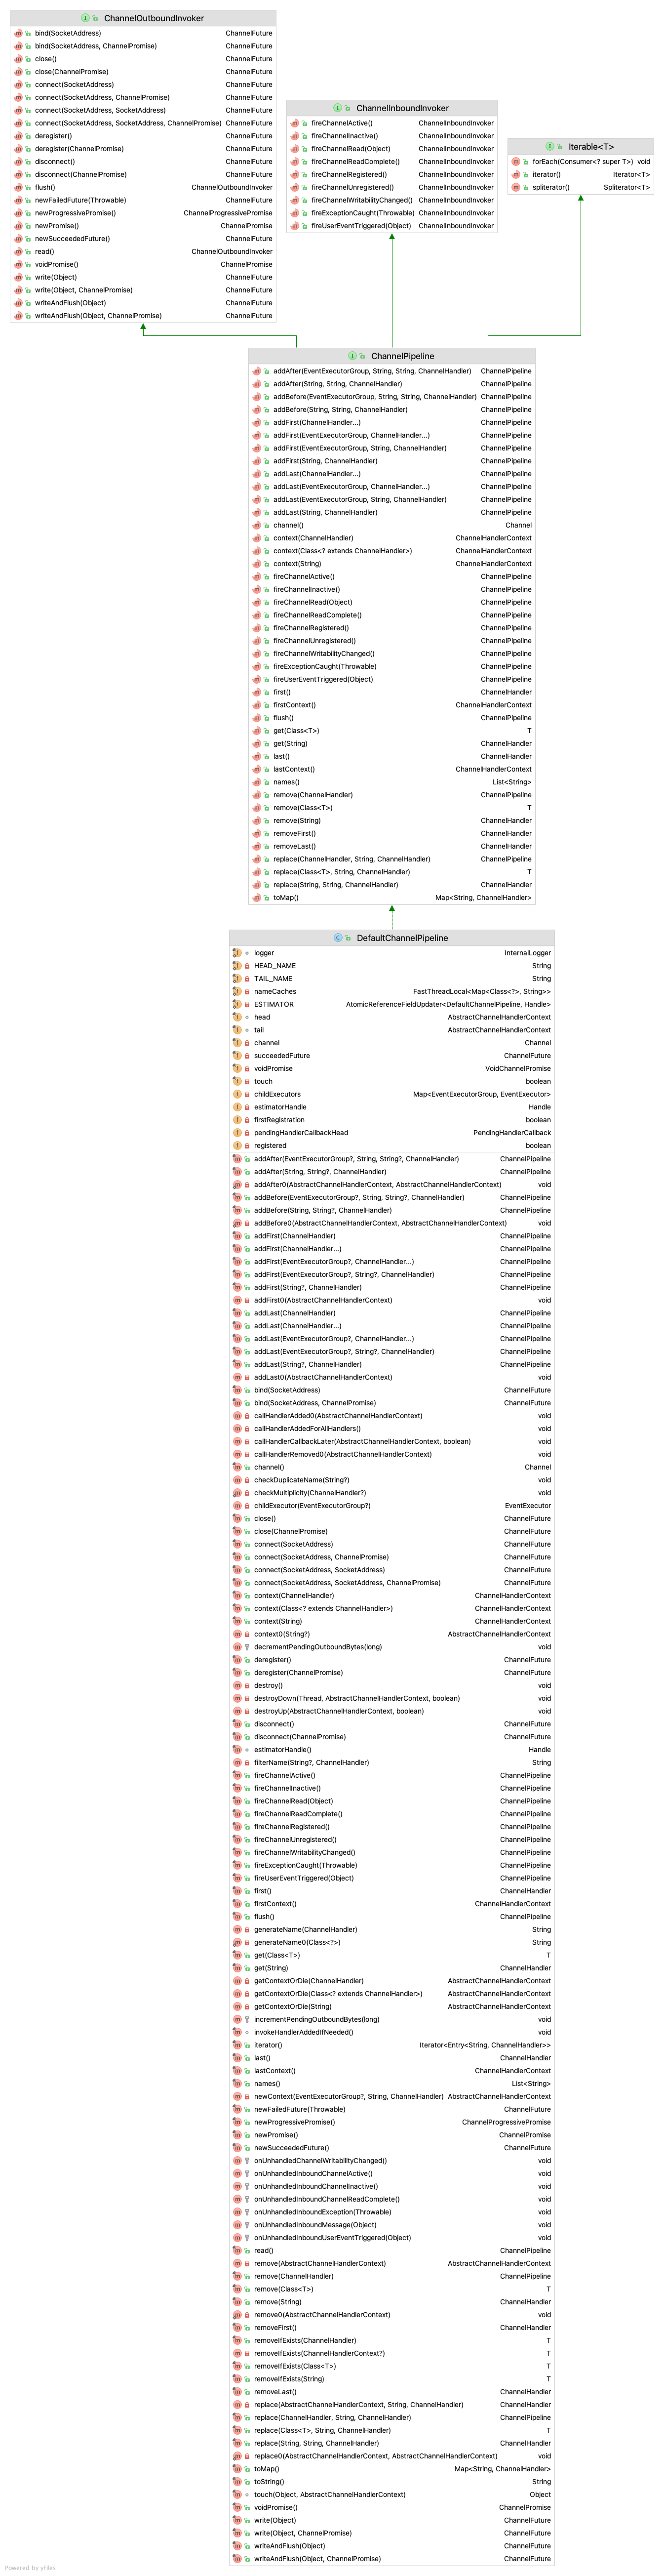 ChannelOutboundInvoker
bind(SocketAddress) ChannelFuture
bind(SocketAddress, ChannelPromise) ChannelFuture
close() ChannelFuture
close(ChannelPromise) ChannelFuture
connect(SocketAddress) ChannelFuture
connect(SocketAddress, ChannelPromise) ChannelFuture
connect(SocketAddress, SocketAddress) ChannelFuture
connect(SocketAddress, SocketAddress, ChannelPromise) ChannelFuture
deregister() ChannelFuture
deregister(ChannelPromise) ChannelFuture
disconnect() ChannelFuture
disconnect(ChannelPromise) ChannelFuture
flush() ChannelOutboundInvoker
newFailedFuture(Throwable) ChannelFuture
newProgressivePromise() ChannelProgressivePromise
newPromise() ChannelPromise
newSucceededFuture() ChannelFuture
read() ChannelOutboundInvoker
voidPromise() ChannelPromise
write(Object) ChannelFuture
write(Object, ChannelPromise) ChannelFuture
writeAndFlush(Object) ChannelFuture
writeAndFlush(Object, ChannelPromise) ChannelFuture
ChannelInboundInvoker
fireChannelActive() ChannelInboundInvoker
fireChannelInactive() ChannelInboundInvoker
fireChannelRead(Object) ChannelInboundInvoker
fireChannelReadComplete() ChannelInboundInvoker
fireChannelRegistered() ChannelInboundInvoker
fireChannelUnregistered() ChannelInboundInvoker
fireChannelWritabilityChanged() ChannelInboundInvoker
fireExceptionCaught(Throwable) ChannelInboundInvoker
fireUserEventTriggered(Object) ChannelInboundInvoker
Iterable<T>
forEach(Consumer<? super T>) void
iterator() Iterator<T>
spliterator() Spliterator<T>
ChannelPipeline
addAfter(EventExecutorGroup, String, String, ChannelHandler) ChannelPipeline
addAfter(String, String, ChannelHandler) ChannelPipeline
addBefore(EventExecutorGroup, String, String, ChannelHandler) ChannelPipeline
addBefore(String, String, ChannelHandler) ChannelPipeline
addFirst(ChannelHandler...) ChannelPipeline
addFirst(EventExecutorGroup, ChannelHandler...) ChannelPipeline
addFirst(EventExecutorGroup, String, ChannelHandler) ChannelPipeline
addFirst(String, ChannelHandler) ChannelPipeline
addLast(ChannelHandler...) ChannelPipeline
addLast(EventExecutorGroup, ChannelHandler...) ChannelPipeline
addLast(EventExecutorGroup, String, ChannelHandler) ChannelPipeline
addLast(String, ChannelHandler) ChannelPipeline
channel() Channel
context(ChannelHandler) ChannelHandlerContext
context(Class<? extends ChannelHandler>) ChannelHandlerContext
context(String) ChannelHandlerContext
fireChannelActive() ChannelPipeline
fireChannelInactive() ChannelPipeline
fireChannelRead(Object) ChannelPipeline
fireChannelReadComplete() ChannelPipeline
fireChannelRegistered() ChannelPipeline
fireChannelUnregistered() ChannelPipeline
fireChannelWritabilityChanged() ChannelPipeline
fireExceptionCaught(Throwable) ChannelPipeline
fireUserEventTriggered(Object) ChannelPipeline
first() ChannelHandler
firstContext() ChannelHandlerContext
flush() ChannelPipeline
get(Class<T>) T
get(String) ChannelHandler
last() ChannelHandler
lastContext() ChannelHandlerContext
names() List<String>
remove(ChannelHandler) ChannelPipeline
remove(Class<T>) T
remove(String) ChannelHandler
removeFirst() ChannelHandler
removeLast() ChannelHandler
replace(ChannelHandler, String, ChannelHandler) ChannelPipeline
replace(Class<T>, String, ChannelHandler) T
replace(String, String, ChannelHandler) ChannelHandler
toMap() Map<String, ChannelHandler>
DefaultChannelPipeline
logger InternalLogger
HEAD_NAME String
TAIL_NAME String
nameCaches FastThreadLocal<Map<Class<?>, String>>
ESTIMATOR AtomicReferenceFieldUpdater<DefaultChannelPipeline, Handle>
head AbstractChannelHandlerContext
tail AbstractChannelHandlerContext
channel Channel
succeededFuture ChannelFuture
voidPromise VoidChannelPromise
touch boolean
childExecutors Map<EventExecutorGroup, EventExecutor>
estimatorHandle Handle
firstRegistration boolean
pendingHandlerCallbackHead PendingHandlerCallback
registered boolean
addAfter(EventExecutorGroup?, String, String?, ChannelHandler) ChannelPipeline
addAfter(String, String?, ChannelHandler) ChannelPipeline
addAfter0(AbstractChannelHandlerContext, AbstractChannelHandlerContext) void
addBefore(EventExecutorGroup?, String, String?, ChannelHandler) ChannelPipeline
addBefore(String, String?, ChannelHandler) ChannelPipeline
addBefore0(AbstractChannelHandlerContext, AbstractChannelHandlerContext) void
addFirst(ChannelHandler) ChannelPipeline
addFirst(ChannelHandler...) ChannelPipeline
addFirst(EventExecutorGroup?, ChannelHandler...) ChannelPipeline
addFirst(EventExecutorGroup?, String?, ChannelHandler) ChannelPipeline
addFirst(String?, ChannelHandler) ChannelPipeline
addFirst0(AbstractChannelHandlerContext) void
addLast(ChannelHandler) ChannelPipeline
addLast(ChannelHandler...) ChannelPipeline
addLast(EventExecutorGroup?, ChannelHandler...) ChannelPipeline
addLast(EventExecutorGroup?, String?, ChannelHandler) ChannelPipeline
addLast(String?, ChannelHandler) ChannelPipeline
addLast0(AbstractChannelHandlerContext) void
bind(SocketAddress) ChannelFuture
bind(SocketAddress, ChannelPromise) ChannelFuture
callHandlerAdded0(AbstractChannelHandlerContext) void
callHandlerAddedForAllHandlers() void
callHandlerCallbackLater(AbstractChannelHandlerContext, boolean) void
callHandlerRemoved0(AbstractChannelHandlerContext) void
channel() Channel
checkDuplicateName(String?) void
checkMultiplicity(ChannelHandler?) void
childExecutor(EventExecutorGroup?) EventExecutor
close() ChannelFuture
close(ChannelPromise) ChannelFuture
connect(SocketAddress) ChannelFuture
connect(SocketAddress, ChannelPromise) ChannelFuture
connect(SocketAddress, SocketAddress) ChannelFuture
connect(SocketAddress, SocketAddress, ChannelPromise) ChannelFuture
context(ChannelHandler) ChannelHandlerContext
context(Class<? extends ChannelHandler>) ChannelHandlerContext
context(String) ChannelHandlerContext
context0(String?) AbstractChannelHandlerContext
decrementPendingOutboundBytes(long) void
deregister() ChannelFuture
deregister(ChannelPromise) ChannelFuture
destroy() void
destroyDown(Thread, AbstractChannelHandlerContext, boolean) void
destroyUp(AbstractChannelHandlerContext, boolean) void
disconnect() ChannelFuture
disconnect(ChannelPromise) ChannelFuture
estimatorHandle() Handle
filterName(String?, ChannelHandler) String
fireChannelActive() ChannelPipeline
fireChannelInactive() ChannelPipeline
fireChannelRead(Object) ChannelPipeline
fireChannelReadComplete() ChannelPipeline
fireChannelRegistered() ChannelPipeline
fireChannelUnregistered() ChannelPipeline
fireChannelWritabilityChanged() ChannelPipeline
fireExceptionCaught(Throwable) ChannelPipeline
fireUserEventTriggered(Object) ChannelPipeline
first() ChannelHandler
firstContext() ChannelHandlerContext
flush() ChannelPipeline
generateName(ChannelHandler) String
generateName0(Class<?>) String
get(Class<T>) T
get(String) ChannelHandler
getContextOrDie(ChannelHandler) AbstractChannelHandlerContext
getContextOrDie(Class<? extends ChannelHandler>) AbstractChannelHandlerContext
getContextOrDie(String) AbstractChannelHandlerContext
incrementPendingOutboundBytes(long) void
invokeHandlerAddedIfNeeded() void
iterator() Iterator<Entry<String, ChannelHandler>>
last() ChannelHandler
lastContext() ChannelHandlerContext
names() List<String>
newContext(EventExecutorGroup?, String, ChannelHandler) AbstractChannelHandlerContext
newFailedFuture(Throwable) ChannelFuture
newProgressivePromise() ChannelProgressivePromise
newPromise() ChannelPromise
newSucceededFuture() ChannelFuture
onUnhandledChannelWritabilityChanged() void
onUnhandledInboundChannelActive() void
onUnhandledInboundChannelInactive() void
onUnhandledInboundChannelReadComplete() void
onUnhandledInboundException(Throwable) void
onUnhandledInboundMessage(Object) void
onUnhandledInboundUserEventTriggered(Object) void
read() ChannelPipeline
remove(AbstractChannelHandlerContext) AbstractChannelHandlerContext
remove(ChannelHandler) ChannelPipeline
remove(Class<T>) T
remove(String) ChannelHandler
remove0(AbstractChannelHandlerContext) void
removeFirst() ChannelHandler
removeIfExists(ChannelHandler) T
removeIfExists(ChannelHandlerContext?) T
removeIfExists(Class<T>) T
removeIfExists(String) T
removeLast() ChannelHandler
replace(AbstractChannelHandlerContext, String, ChannelHandler) ChannelHandler
replace(ChannelHandler, String, ChannelHandler) ChannelPipeline
replace(Class<T>, String, ChannelHandler) T
replace(String, String, ChannelHandler) ChannelHandler
replace0(AbstractChannelHandlerContext, AbstractChannelHandlerContext) void
toMap() Map<String, ChannelHandler>
toString() String
touch(Object, AbstractChannelHandlerContext) Object
voidPromise() ChannelPromise
write(Object) ChannelFuture
write(Object, ChannelPromise) ChannelFuture
writeAndFlush(Object) ChannelFuture
writeAndFlush(Object, ChannelPromise) ChannelFuture
Powered by yFiles